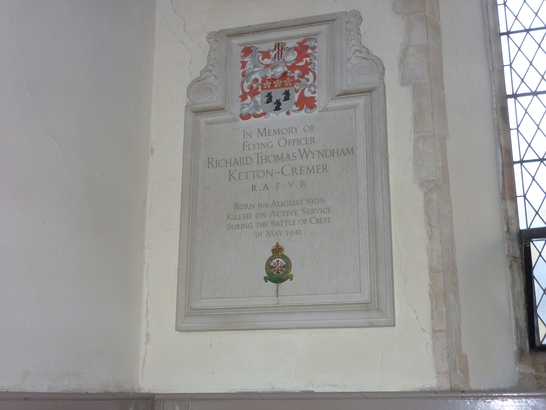 In Memory of
Flying Officer
Richard Thomas Wyndham
Ketton-Cremer
R.A.F.V.R.
Born 11th August 1909
Killed on Active Service
during the Battle of Crete
in May 1941